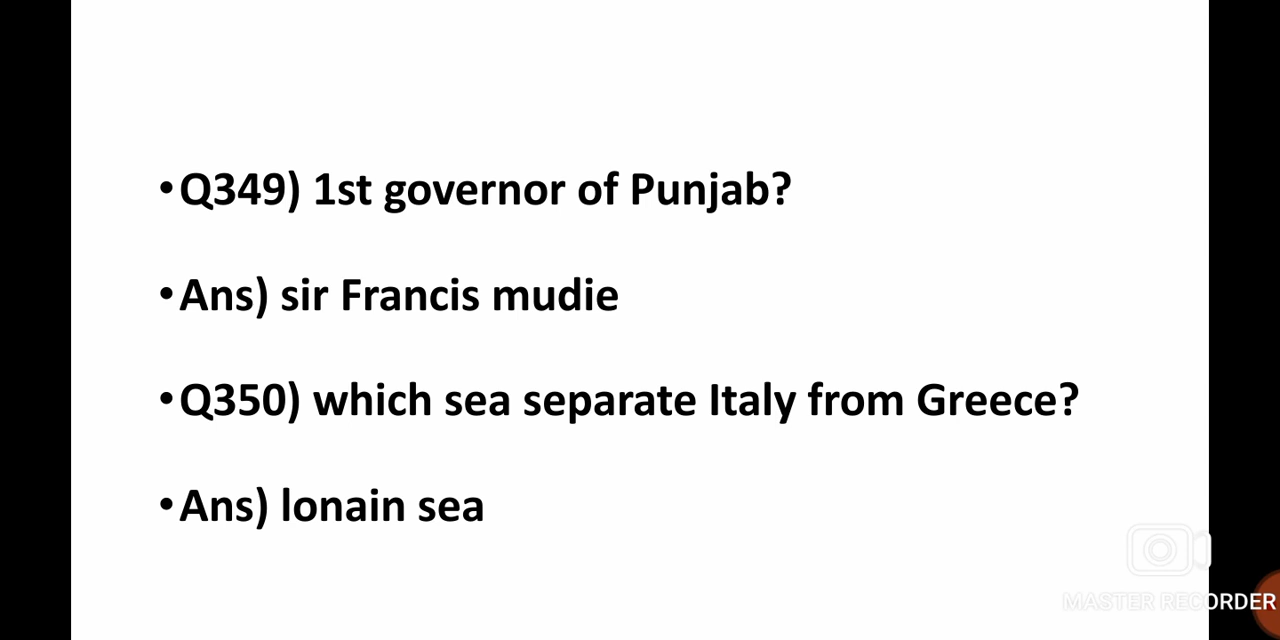 •Q349) 1st governor of Punjab?
•Ans) sir Francis mudie
•Q350) which sea separate Italy from Greece?
•Ans) lonain sea
MASTER RECORDER